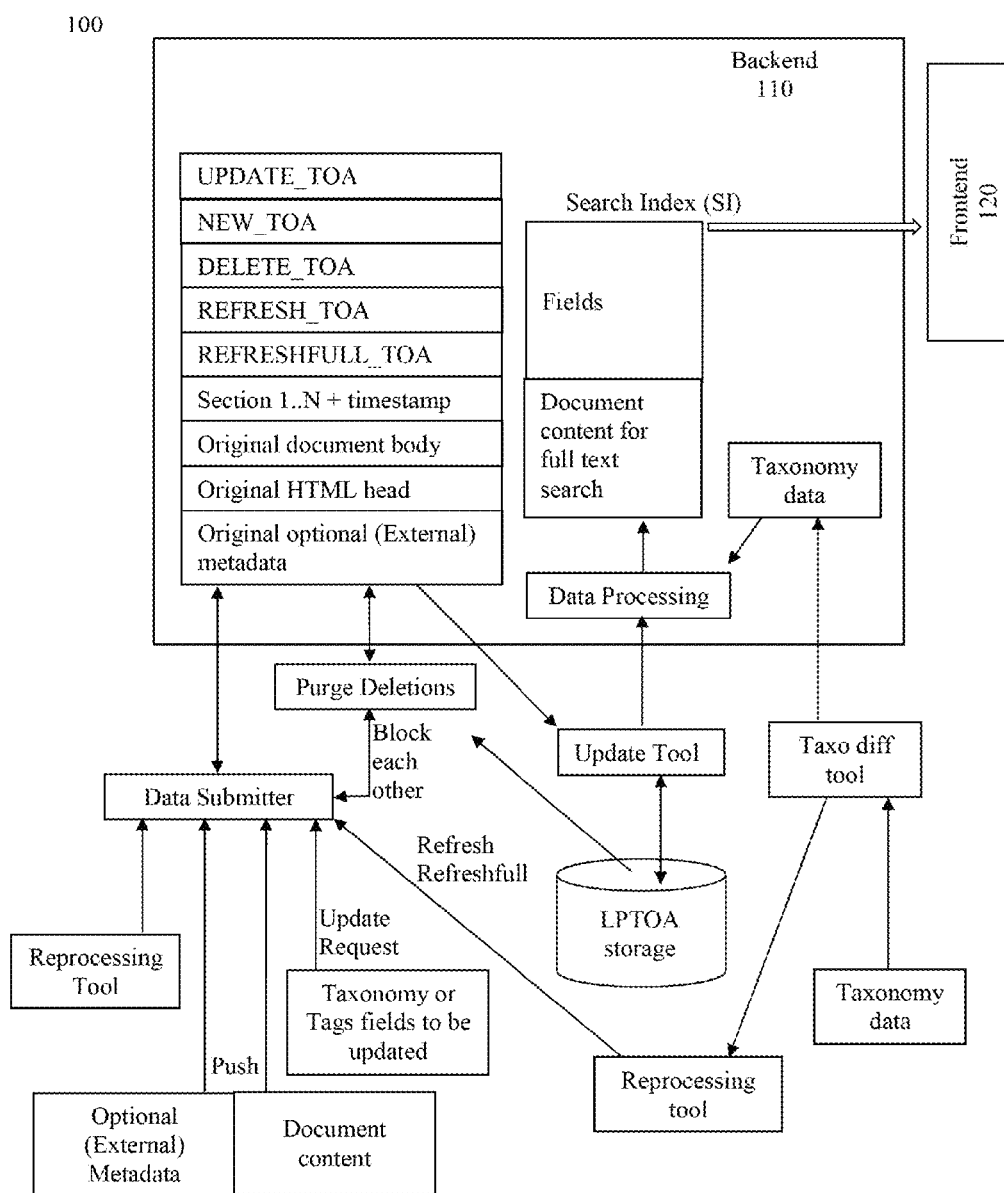 100
Backend
110
Frontend
120
UPDATE_TOA
NEW_TOA
DELETE_TOA
REFRESH_TOA
REFRESHFULL_TOA
Section 1..N + timestamp
Original document body
Original HTML head
Original optional (External)
metadata
Search Index (SI)
Fields
Document
content for
full text
search
Taxonomy
data
Data Processing
Purge Deletions
Block
each
other
Update Tool
Taxo diff
tool
Data Submitter
Refresh
Refreshfull
LPTOA
storage
Update
Request
Reprocessing
Tool
Taxonomy or
Tags fields to be
updated
Taxonomy
data
Push
Reprocessing
tool
Optional
(External)
Metadata
Document
content